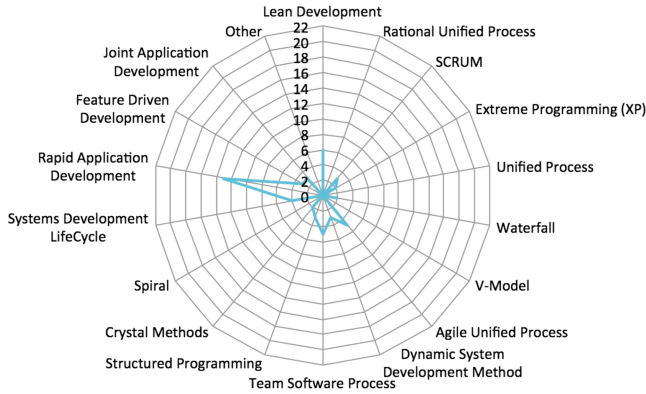 Lean Development
Rational Unified Process
SCRUM
Extreme Programming (XP)
Unified Process
Waterfall
V-Model
Agile Unified Process
Dynamic System
Development Method
Team Software Process
Structured Programming
Crystal Methods
Spiral
Systems Development
LifeCycle
Rapid Application
Development
Feature Driven
Development
Joint Application
Development
Other
22
20
18
16
14
12
10
8
6
4
2
0